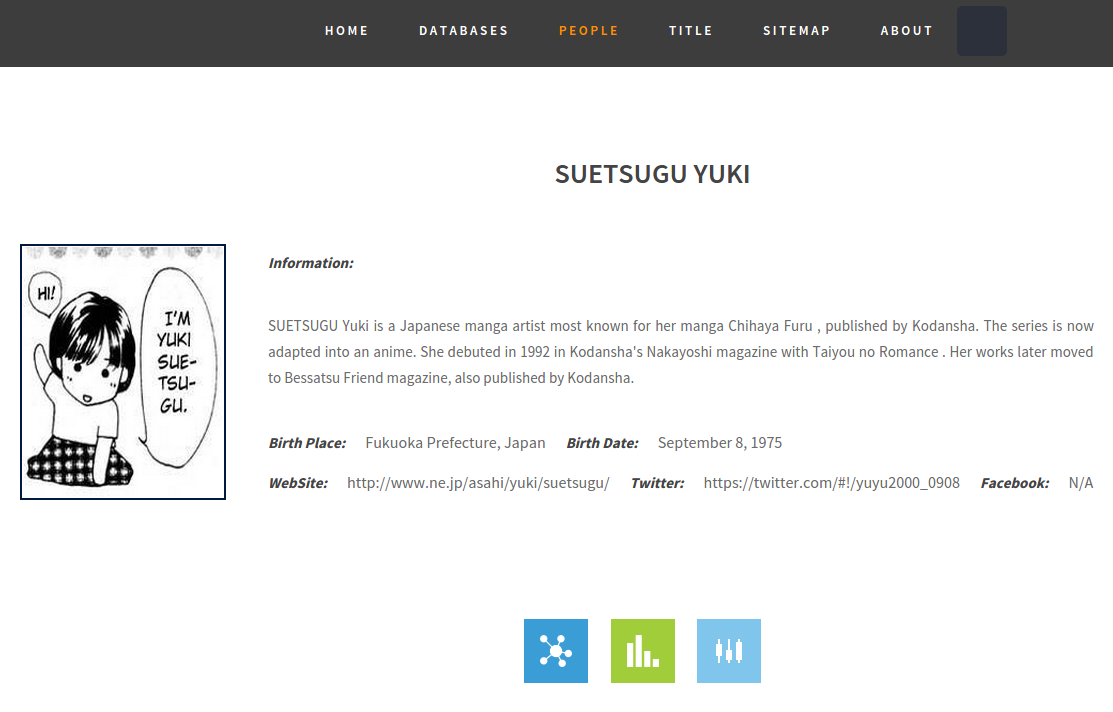 HOME DATABASES PEOPLE TITLE SITEMAP ABOUT
SUETSUGU YUKI
HI!
I'M
YUKI
SUE-
TSU-
GU.
Information:
SUETSUGU Yuki is a Japanese manga artist most known for her manga Chihaya Furu , published by Kodansha. The series is now
adapted into an anime. She debuted in 1992 in Kodansha's Nakayoshi magazine with Taiyou no Romance . Her works later moved
to Bessatsu Friend magazine, also published by Kodansha.
Birth Place: Fukuoka Prefecture, Japan Birth Date: September 8, 1975
WebSite: http://www.ne.jp/asahi/yuki/suetsugu/ Twitter: https://twitter.com/#!/yuyu2000_0908 Facebook: N/A